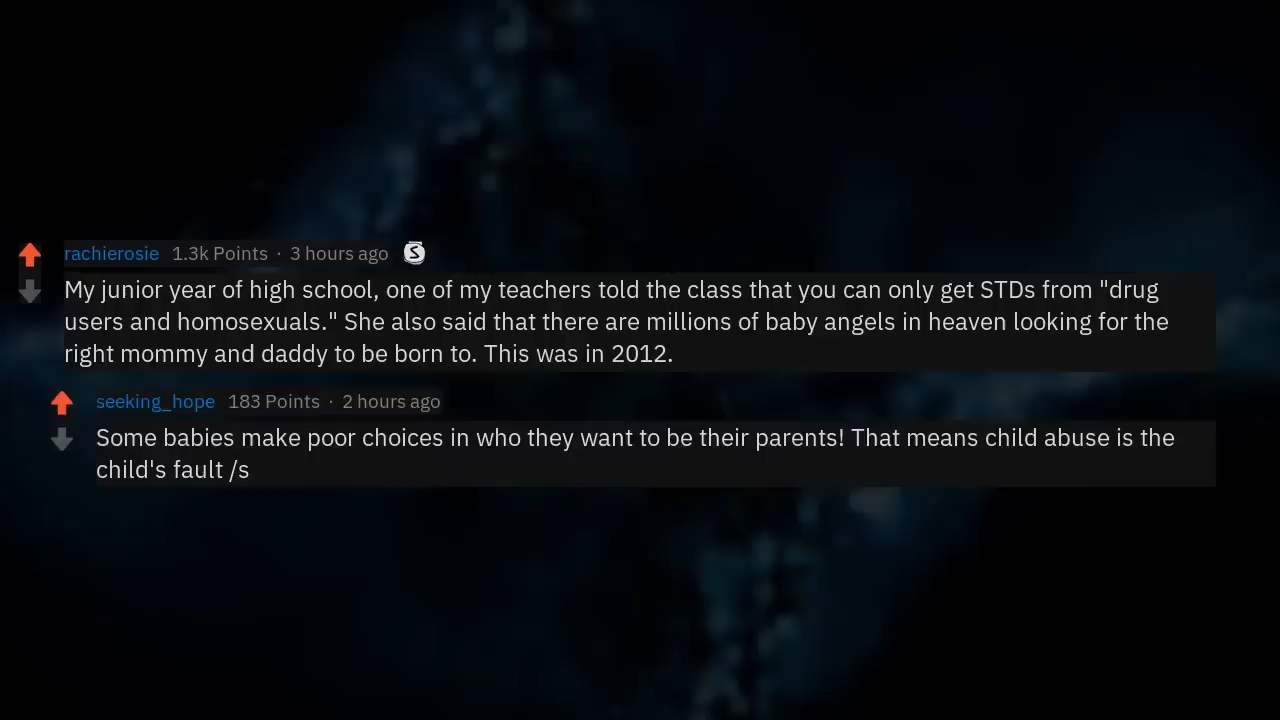 rachierosie 1.3k Points · 3 hours ago S
My junior year of high school, one of my teachers told the class that you can only get STDs from "drug
users and homosexuals." She also said that there are millions of baby angels in heaven looking for the
right mommy and daddy to be born to. This was in 2012.
seeking_hope 183 Points · 2 hours ago
Some babies make poor choices in who they want to be their parents! That means child abuse is the
child's fault /s